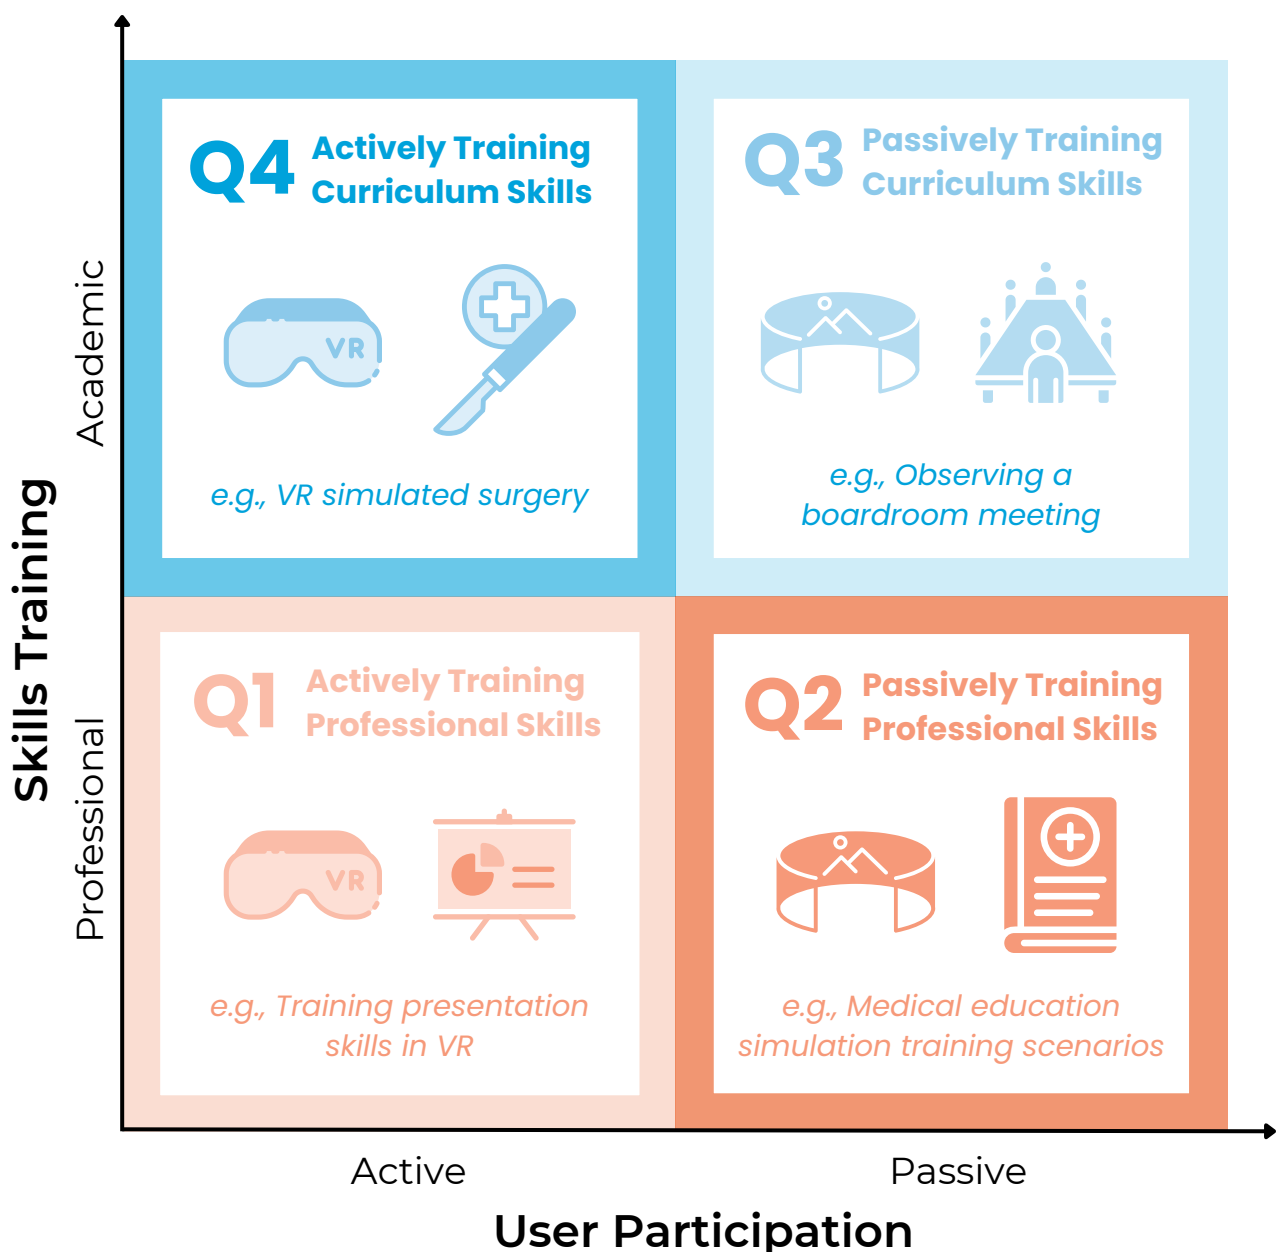 Q4
Actively Training
Curriculum Skills
VR
e.g., VR simulated surgery
Q3
Passively Training
Curriculum Skills
e.g., Observing a
boardroom meeting
Q1
Actively Training
Professional Skills
VR
e.g., Training presentation
skills in VR
Q2
Passively Training
Professional Skills
e.g., Medical education
simulation training scenarios
Skills Training
Academic
Professional
Active
Passive
User Participation